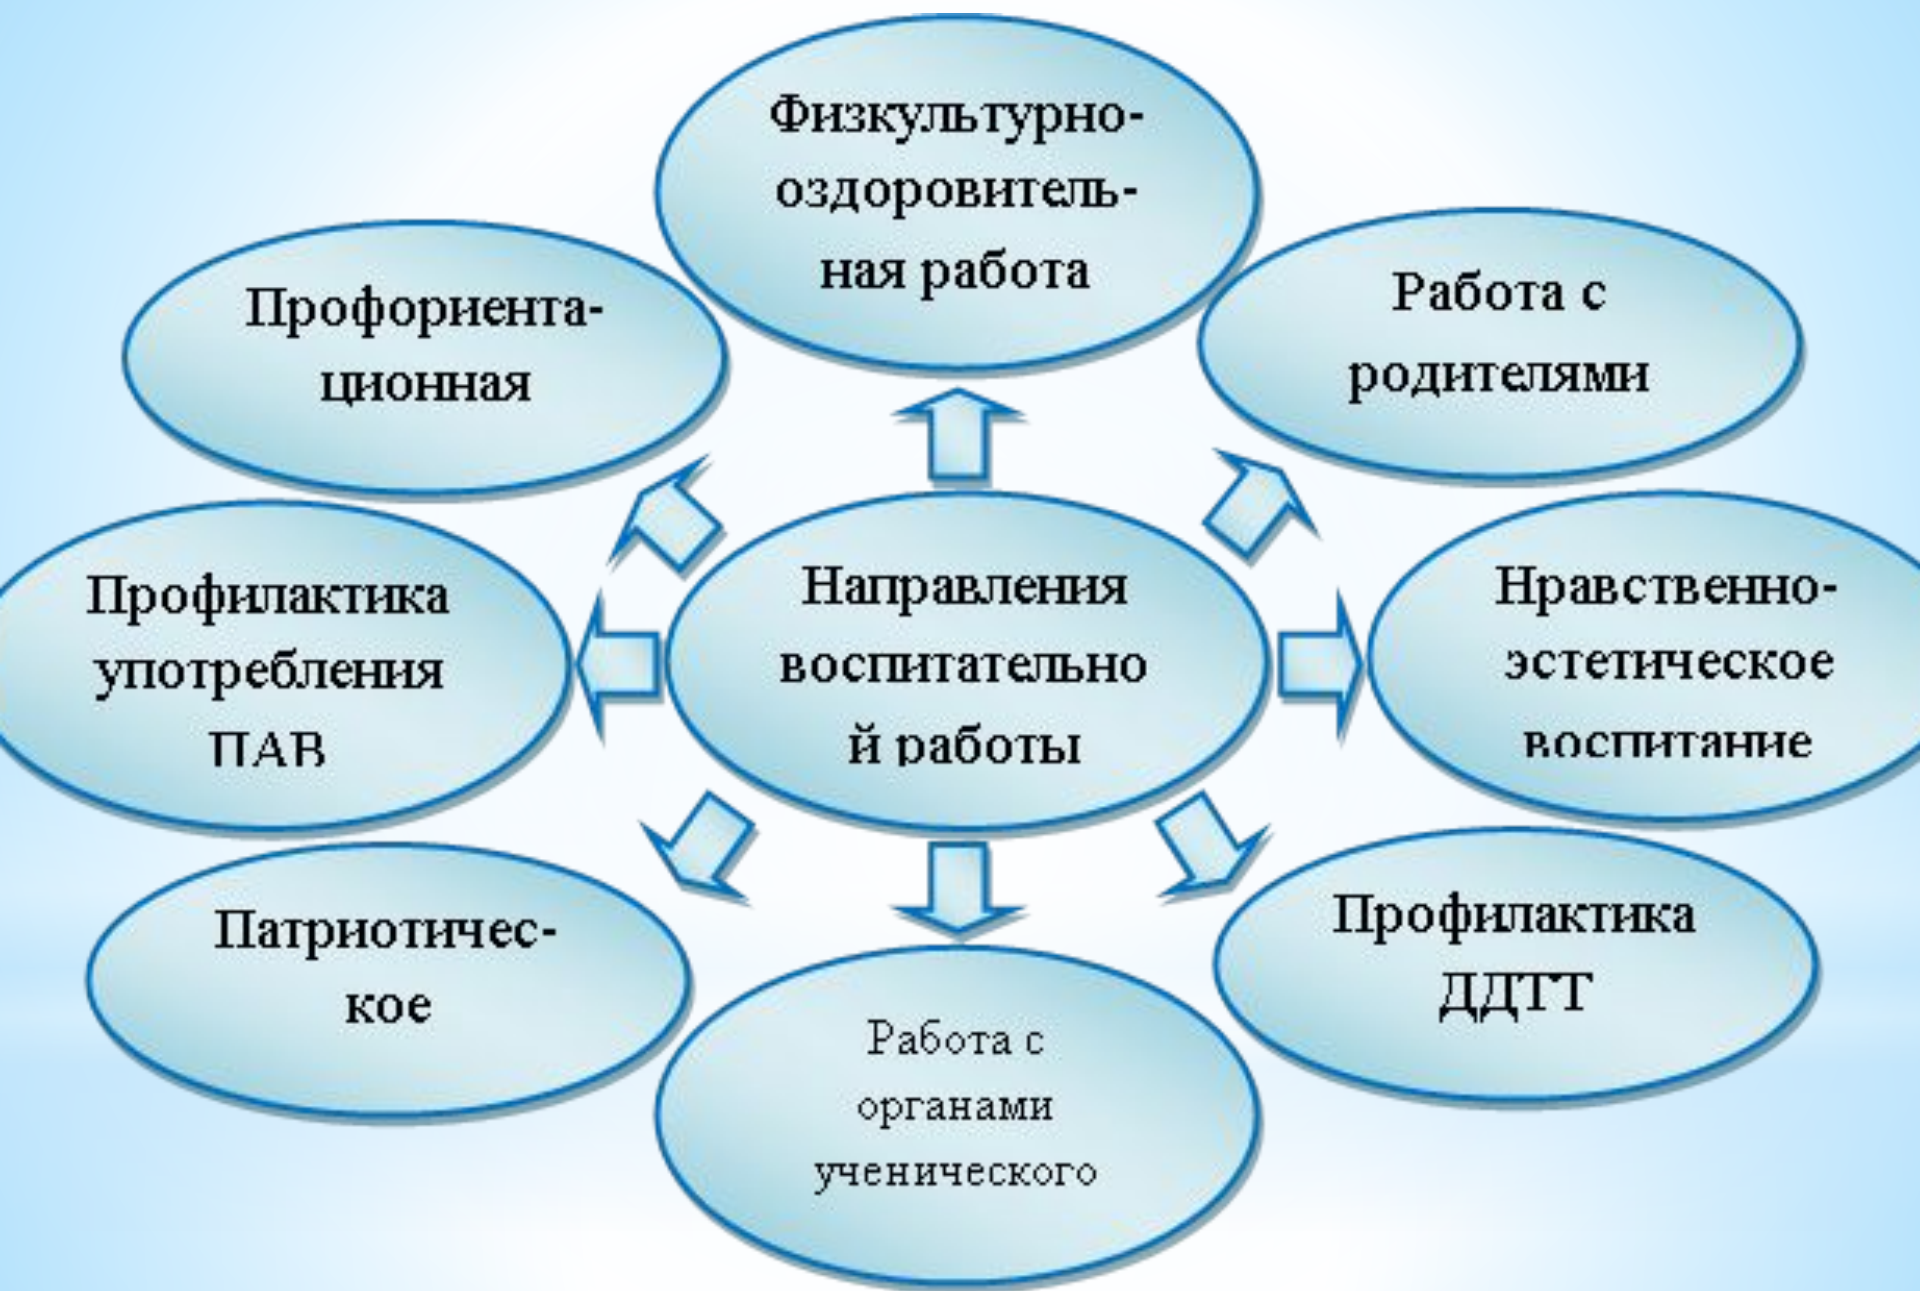 Физкультурно-
оздоровитель-
ная работа
Профориента-
ционная
Работа с
родителями
Профилактика
употребления
ПАВ
Направления
воспитательно
й работы
Нравственно-
эстетическое
воспитание
Патриотичес-
кое
Работа с
органами
ученического
Профилактика
ДДТТ